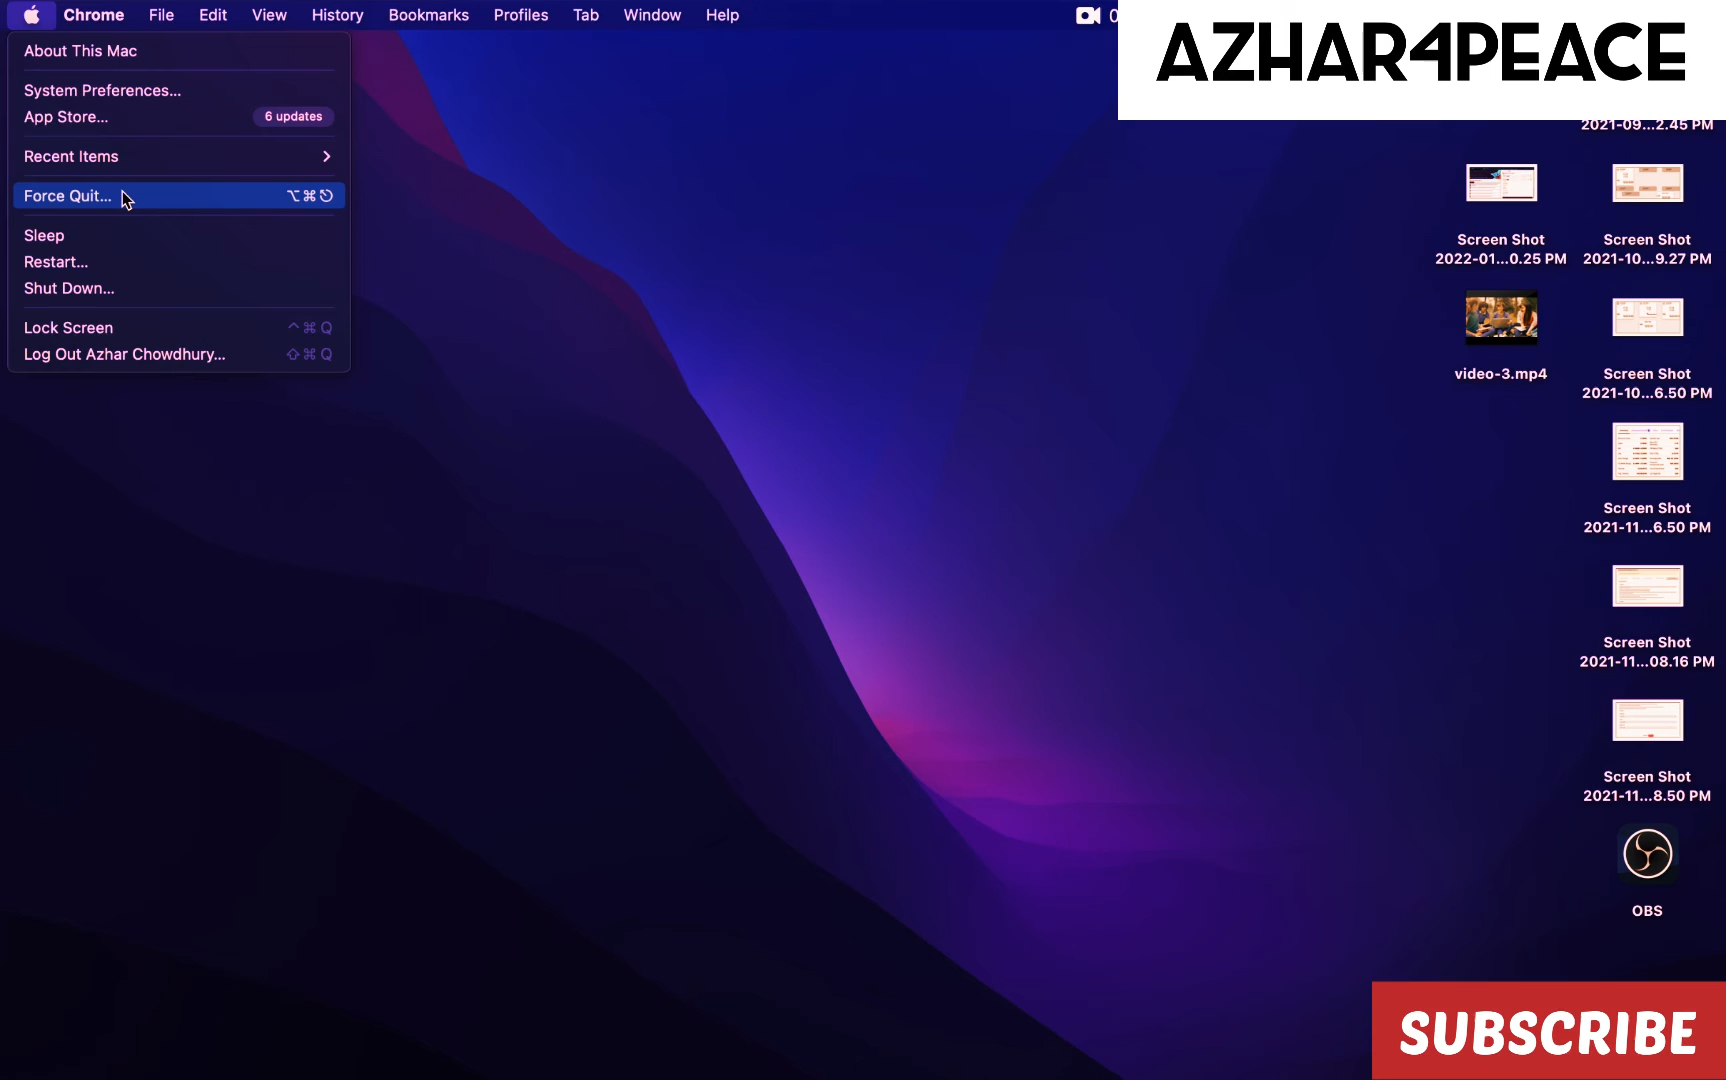 Chrome File Edit View History Bookmarks Profiles Tab Window Help
AZHAR4PEACE
About This Mac
System Preferences...
App Store... 6 updates
Recent Items
Force Quit... ⌥⌘⎋
Sleep
Restart...
Shut Down...
Lock Screen ^⌘Q
Log Out Azhar Chowdhury... ⇧⌘Q
2021-09...2.45 PM
Screen Shot
2022-01...0.25 PM
Screen Shot
2021-10...9.27 PM
video-3.mp4
Screen Shot
2021-10...6.50 PM
Screen Shot
2021-11...6.50 PM
Screen Shot
2021-11...08.16 PM
Screen Shot
2021-11...8.50 PM
OBS
SUBSCRIBE